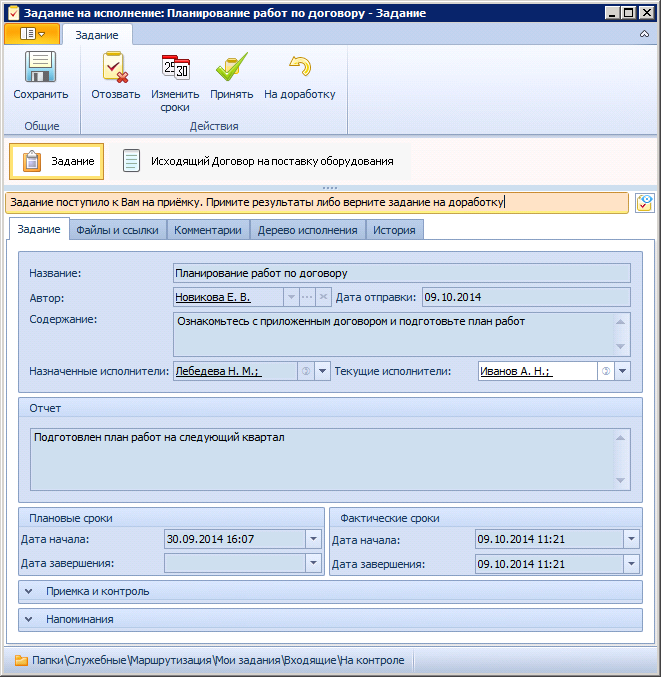 Задание на исполнение: Планирование работ по договору - Задание
Задание
Сохранить
Отозвать
Изменить сроки
Принять
На доработку
Общие
Действия
Задание
Исходящий Договор на поставку оборудования
Задание поступило к Вам на приёмку. Примите результаты либо верните задание на доработку
Задание
Файлы и ссылки
Комментарии
Дерево исполнения
История
Название:
Планирование работ по договору
Автор:
Новикова Е. В.
Дата отправки:
09.10.2014
Содержание:
Ознакомьтесь с приложенным договором и подготовьте план работ
Назначенные исполнители:
Лебедева Н. М.;
Текущие исполнители:
Иванов А. Н.;
Отчет
Подготовлен план работ на следующий квартал
Плановые сроки
Дата начала:
30.09.2014 16:07
Дата завершения:
Фактические сроки
Дата начала:
09.10.2014 11:21
Дата завершения:
09.10.2014 11:21
Приемка и контроль
Напоминания
Папки\Служебные\Маршрутизация\Мои задания\Входящие\На контроле